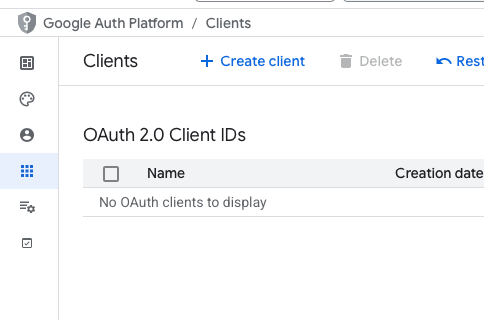 Google Auth Platform / Clients
Clients
+ Create client
Delete
Rest
OAuth 2.0 Client IDs
Name
Creation date
No OAuth clients to display